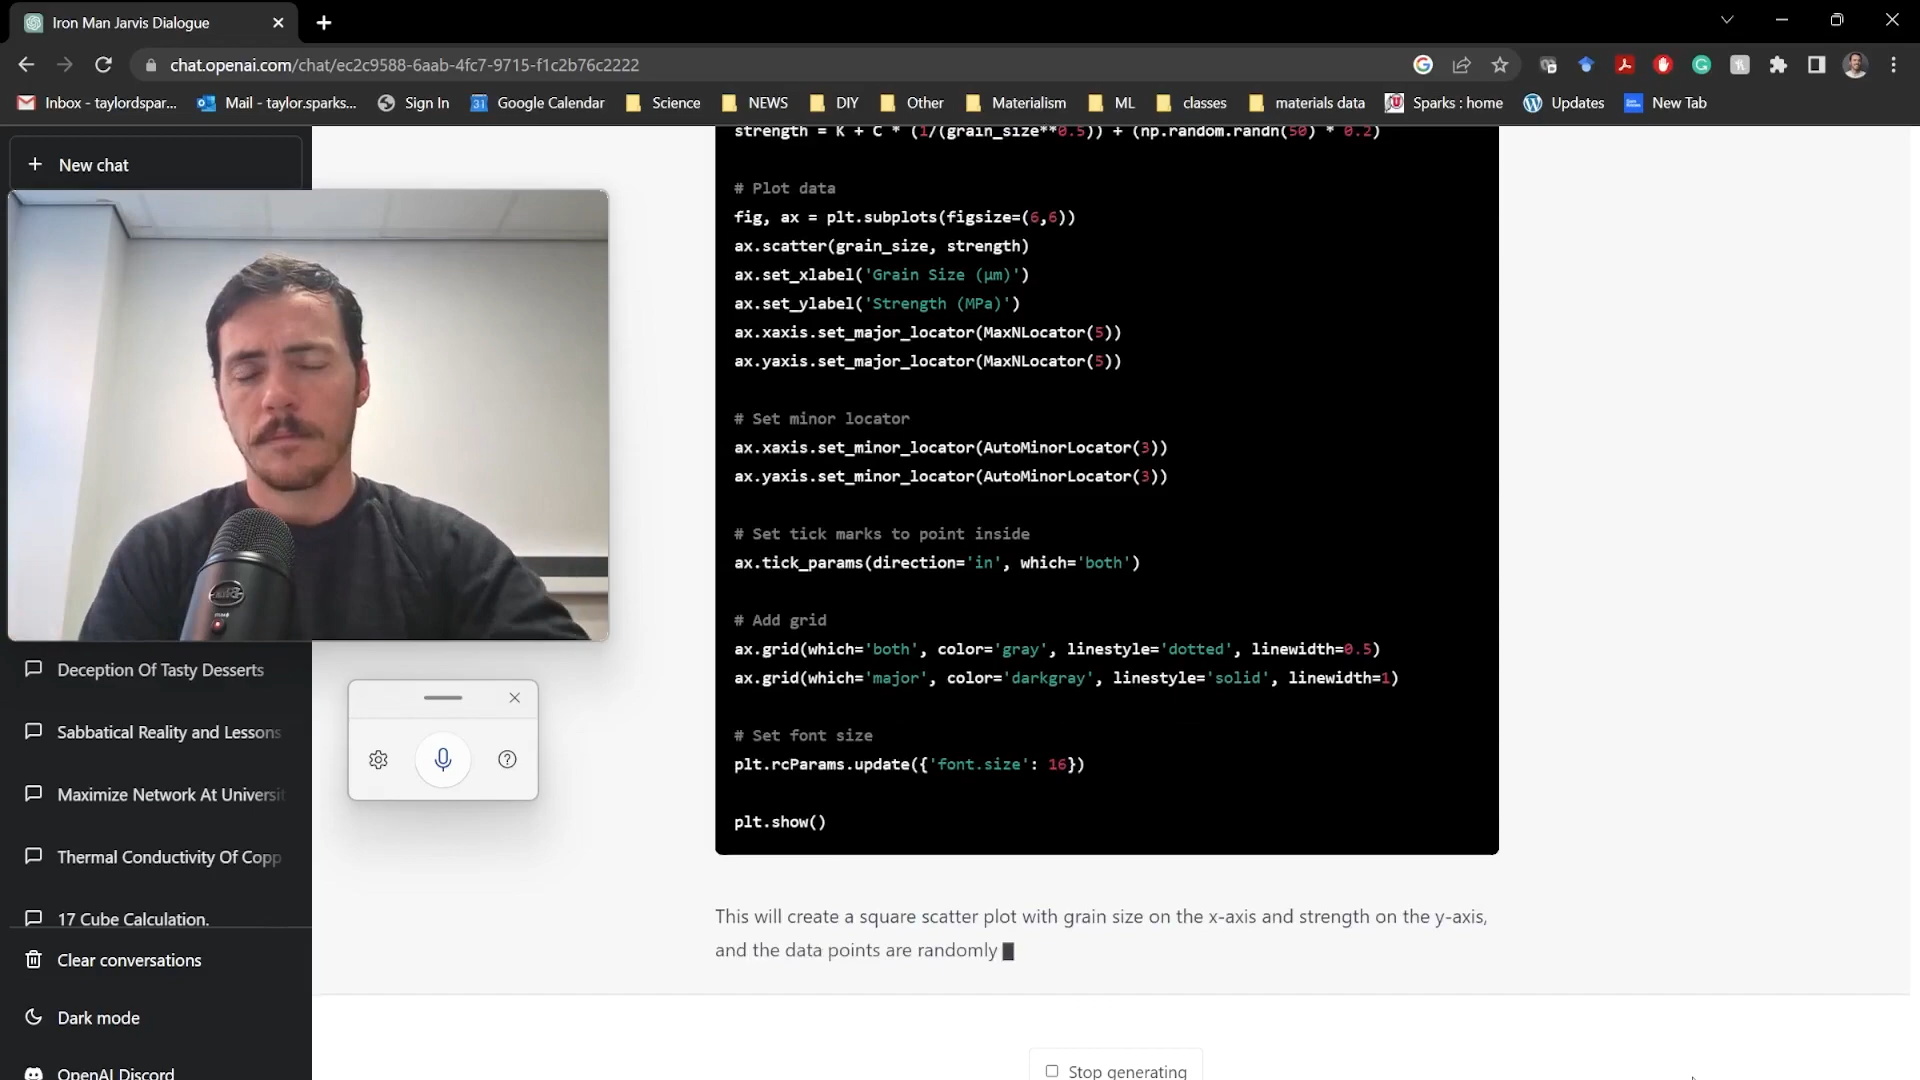 Iron Man Jarvis Dialogue
chat.openai.com/chat/ec2c9588-6aab-4fc7-9715-f1c2b76c2222
Inbox - taylordspar... Mail - taylor.sparks... Sign In Google Calendar Science NEWS DIY Other Materialism ML classes materials data Sparks : home Updates New Tab
+ New chat
Deception Of Tasty Desserts
Sabbatical Reality and Lessons
Maximize Network At Universit
Thermal Conductivity Of Copp
17 Cube Calculation.
Clear conversations
Dark mode
OpenAI Discord
strength = K + C * (1/(grain_size**0.5)) + (np.random.randn(50) * 0.2)
# Plot data
fig, ax = plt.subplots(figsize=(6,6))
ax.scatter(grain_size, strength)
ax.set_xlabel('Grain Size (μm)')
ax.set_ylabel('Strength (MPa)')
ax.xaxis.set_major_locator(MaxNLocator(5))
ax.yaxis.set_major_locator(MaxNLocator(5))
# Set minor locator
ax.xaxis.set_minor_locator(AutoMinorLocator(3))
ax.yaxis.set_minor_locator(AutoMinorLocator(3))
# Set tick marks to point inside
ax.tick_params(direction='in', which='both')
# Add grid
ax.grid(which='both', color='gray', linestyle='dotted', linewidth=0.5)
ax.grid(which='major', color='darkgray', linestyle='solid', linewidth=1)
# Set font size
plt.rcParams.update({'font.size': 16})
plt.show()
This will create a square scatter plot with grain size on the x-axis and strength on the y-axis,
and the data points are randomly
Stop generating